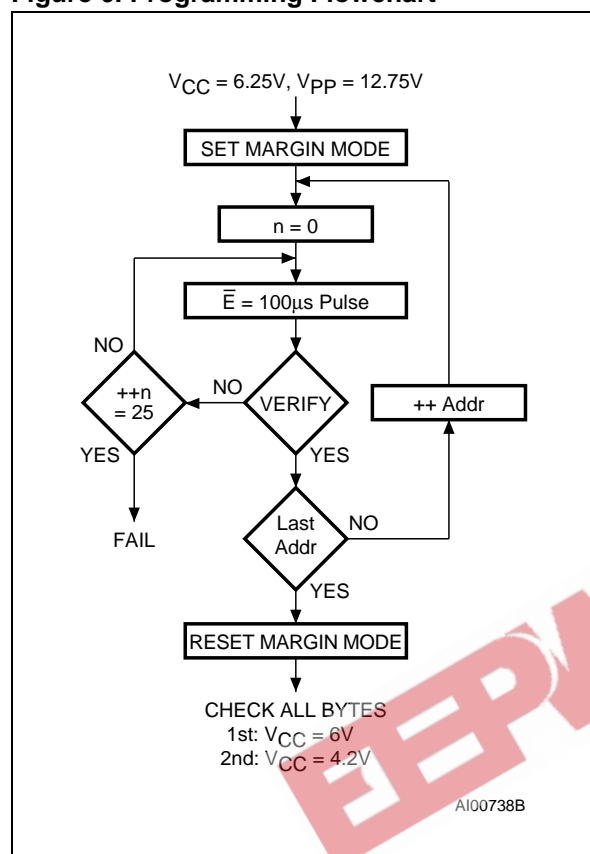 Figure 6. Programming Flowchart
VCC = 6.25V, VPP = 12.75V
SET MARGIN MODE
n = 0
E̅ = 100μs Pulse
NO
++n
= 25
NO
VERIFY
++ Addr
YES
YES
Last
Addr
NO
FAIL
YES
RESET MARGIN MODE
CHECK ALL BYTES
1st: VCC = 6V
2nd: VCC = 4.2V
EEPW
AI00738B